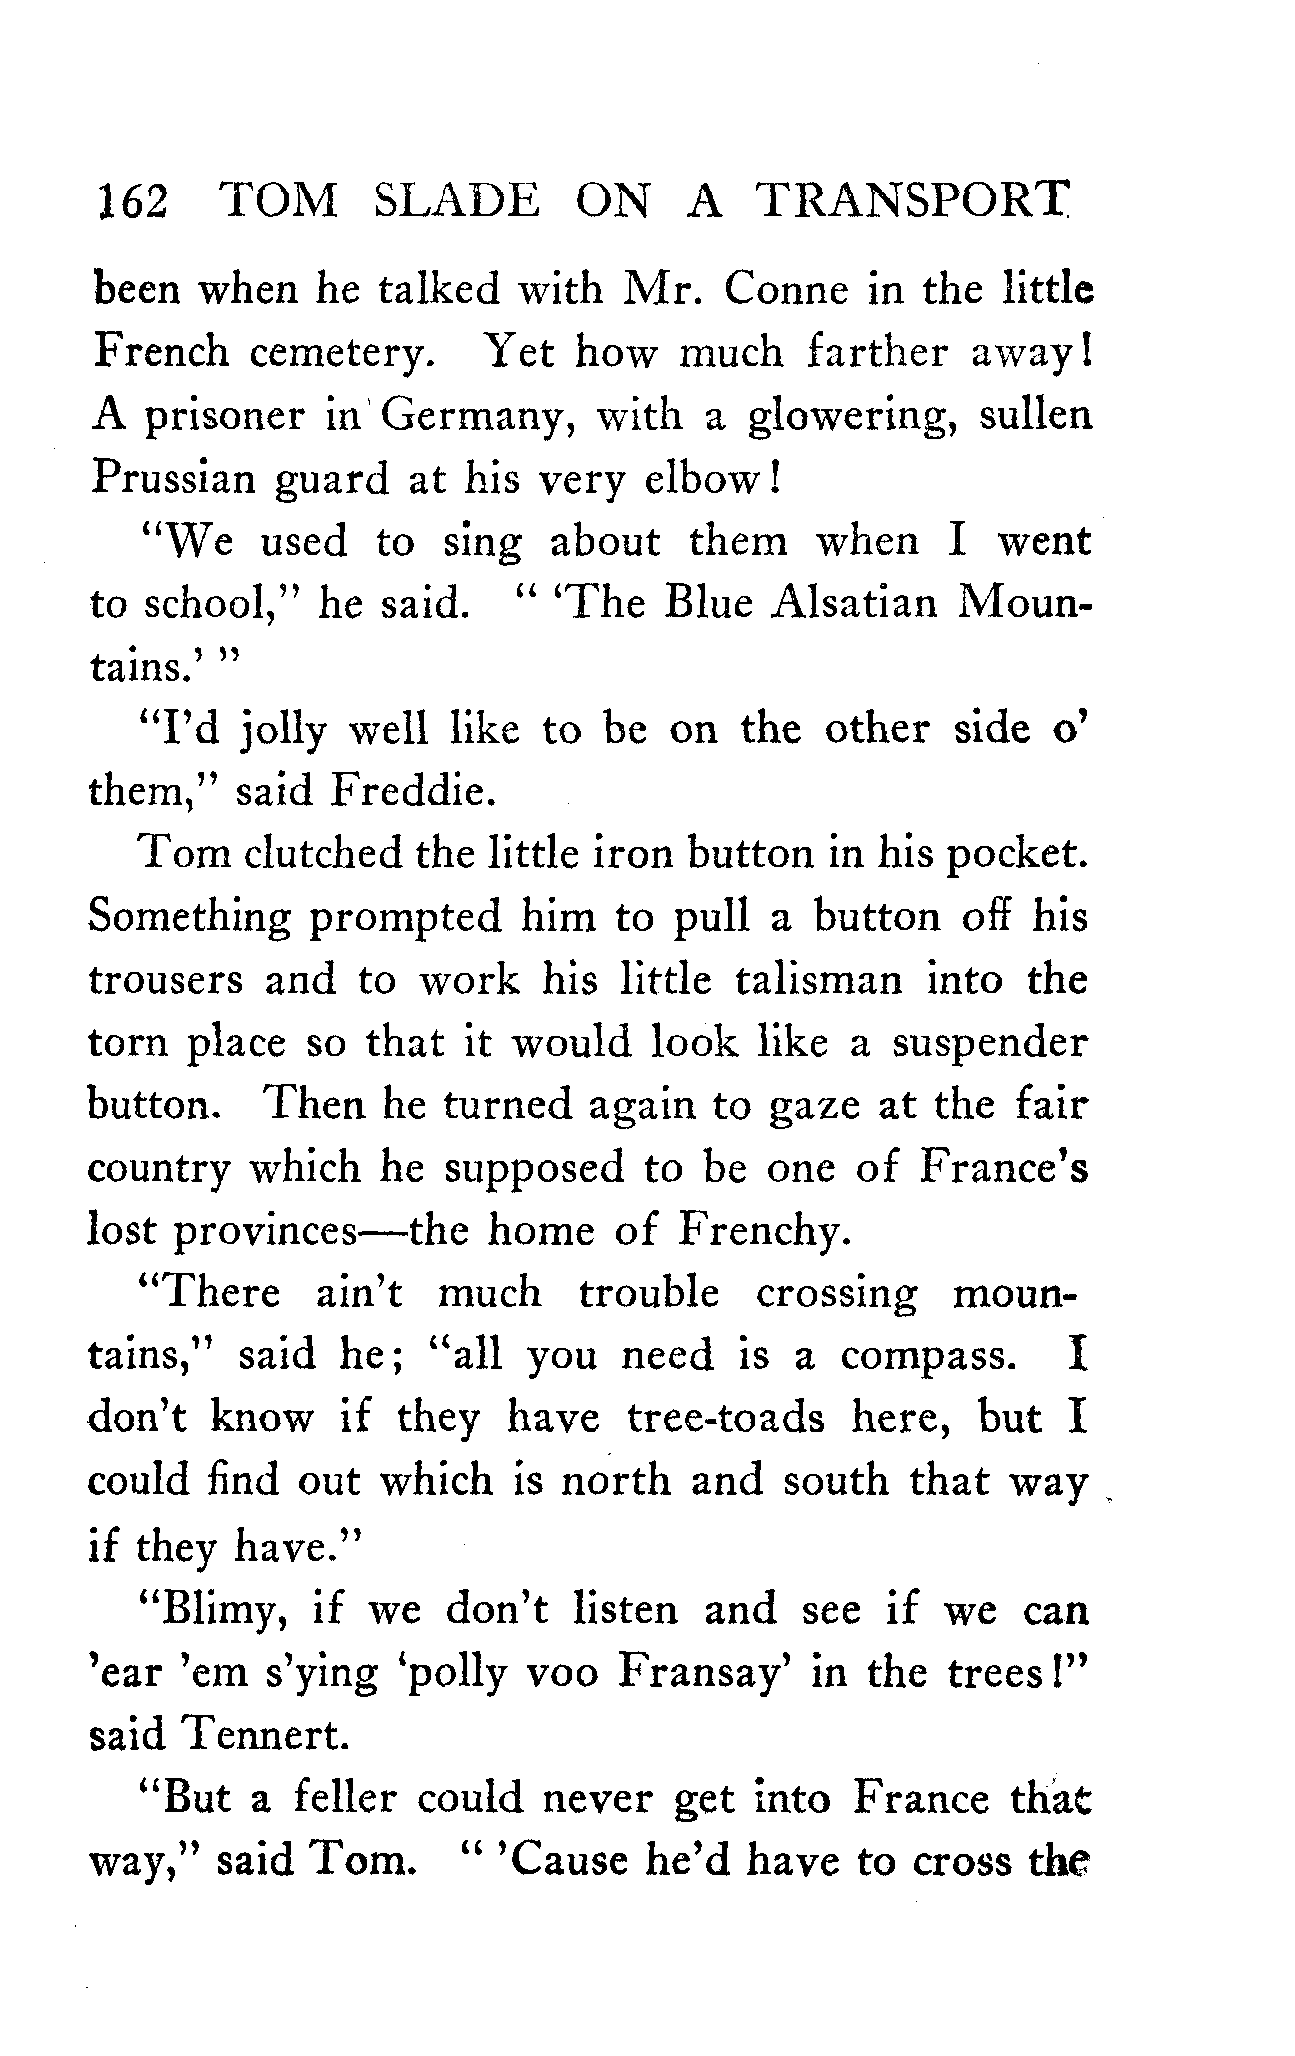 162 TOM SLADE ON A TRANSPORT
been when he talked with Mr. Conne in the little
French cemetery. Yet how much farther away!
A prisoner in Germany, with a glowering, sullen
Prussian guard at his very elbow!
"We used to sing about them when I went
to school," he said. " 'The Blue Alsatian Moun-
tains.' "
"I'd jolly well like to be on the other side o'
them," said Freddie.
Tom clutched the little iron button in his pocket.
Something prompted him to pull a button off his
trousers and to work his little talisman into the
torn place so that it would look like a suspender
button. Then he turned again to gaze at the fair
country which he supposed to be one of France's
lost provinces—the home of Frenchy.
"There ain't much trouble crossing moun-
tains," said he; "all you need is a compass. I
don't know if they have tree-toads here, but I
could find out which is north and south that way
if they have."
"Blimy, if we don't listen and see if we can
'ear 'em s'ying 'polly voo Fransay' in the trees!"
said Tennert.
"But a feller could never get into France that
way," said Tom. " 'Cause he'd have to cross the